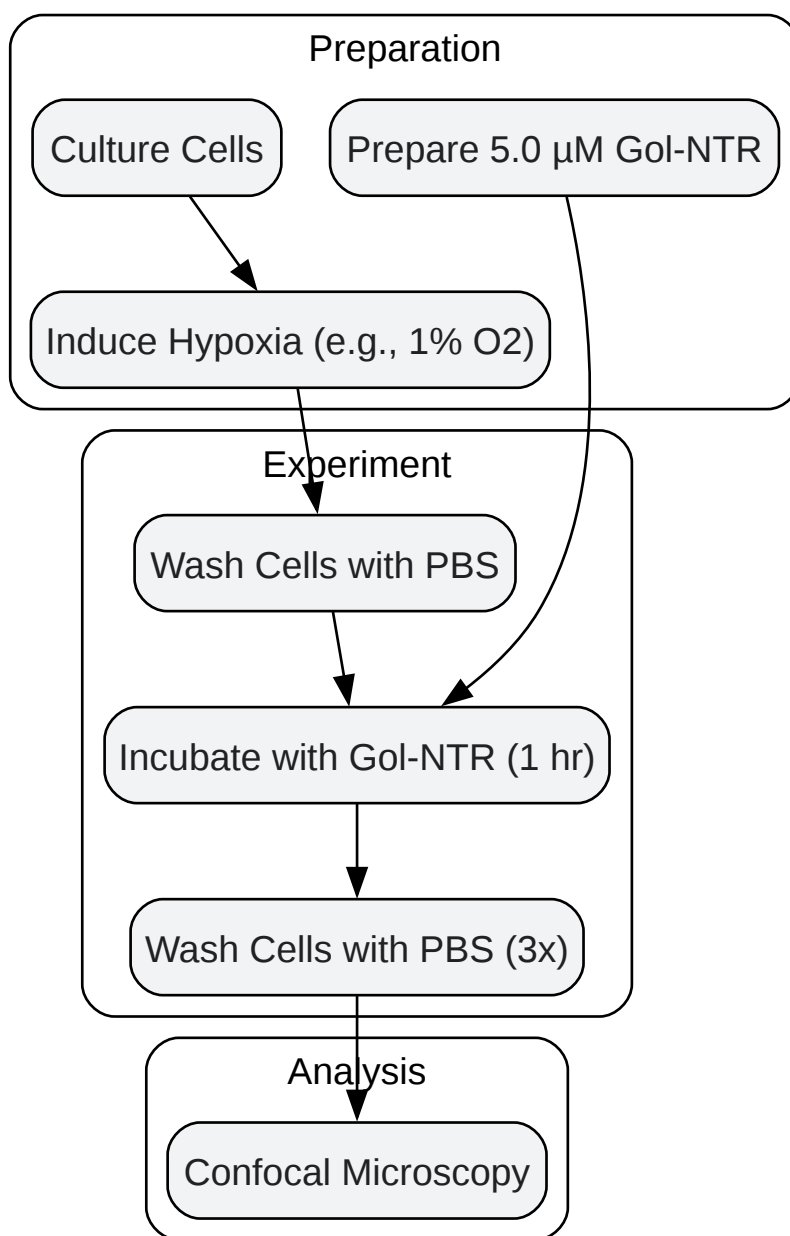 Preparation
Culture Cells
Prepare 5.0 µM Gol-NTR
Induce Hypoxia (e.g., 1% O2)
Experiment
Wash Cells with PBS
Incubate with Gol-NTR (1 hr)
Wash Cells with PBS (3x)
Analysis
Confocal Microscopy